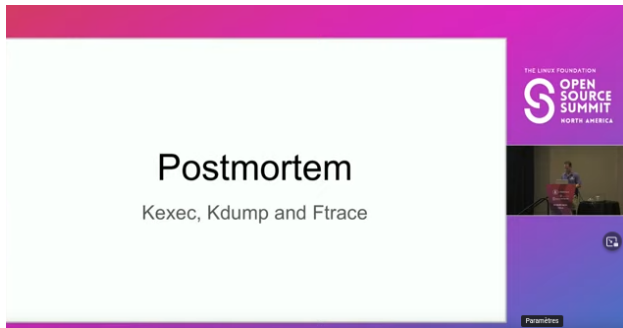 Postmortem
Kexec, Kdump and Ftrace
THE LINUX FOUNDATION
OPEN
SOURCE
SUMMIT
NORTH AMERICA
Paramètres